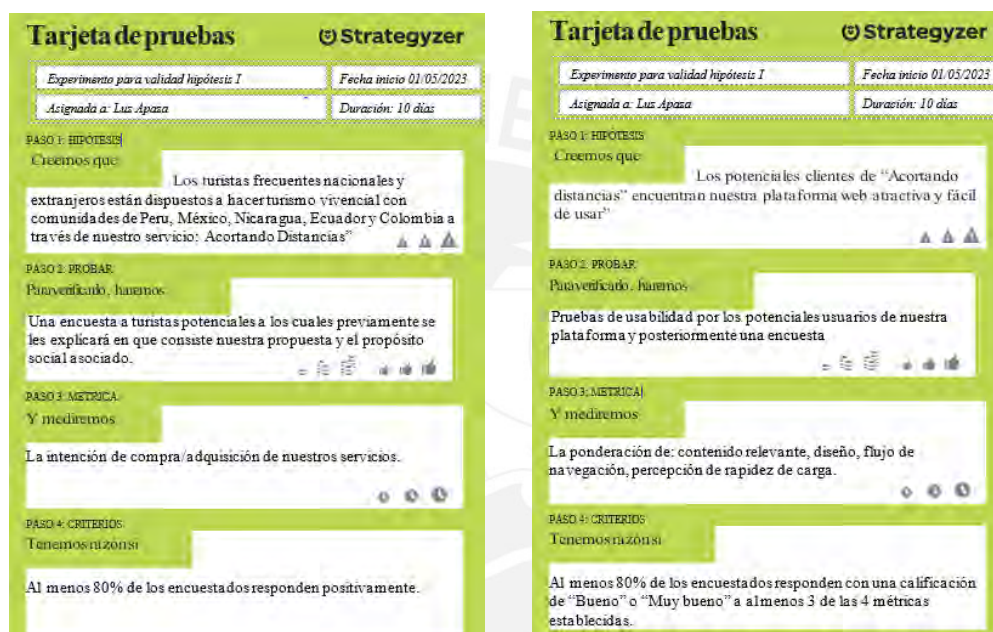 Tarjeta de pruebas
Strategyzer
Experimento para validad hipótesis I
Fecha inicio 01/05/2023
Asignada a: Luz Apaza
Duración: 10 días
PASO 1: HIPÓTESIS
Creemos que
Los turistas frecuentes nacionales y
extranjeros están dispuestos a hacer turismo vivencial con
comunidades de Peru, México, Nicaragua, Ecuador y Colombia a
través de nuestro servicio: Acortando Distancias”
PASO 2: PROBAR
Para verificarlo, haremos
Una encuesta a turistas potenciales a los cuales previamente se
les explicará en que consiste nuestra propuesta y el propósito
social asociado.
PASO 3: METRICA
Y mediremos
La intención de compra/adquisición de nuestros servicios.
PASO 4: CRITERIOS
Tenemos razón si
Al menos 80% de los encuestados responden positivamente.
Tarjeta de pruebas
Strategyzer
Experimento para validad hipótesis I
Fecha inicio 01/05/2023
Asignada a: Luz Apaza
Duración: 10 días
PASO 1: HIPÓTESIS
Creemos que
Los potenciales clientes de “Acortando
distancias” encuentran nuestra plataforma web atractiva y fácil
de usar”
PASO 2: PROBAR
Para verificarlo, haremos
Pruebas de usabilidad por los potenciales usuarios de nuestra
plataforma y posteriormente una encuesta
PASO 3: METRICA
Y mediremos
La ponderación de: contenido relevante, diseño, flujo de
navegación, percepción de rapidez de carga.
PASO 4: CRITERIOS
Tenemos razón si
Al menos 80% de los encuestados responden con una calificación
de “Bueno” o “Muy bueno” a al menos 3 de las 4 métricas
establecidas.